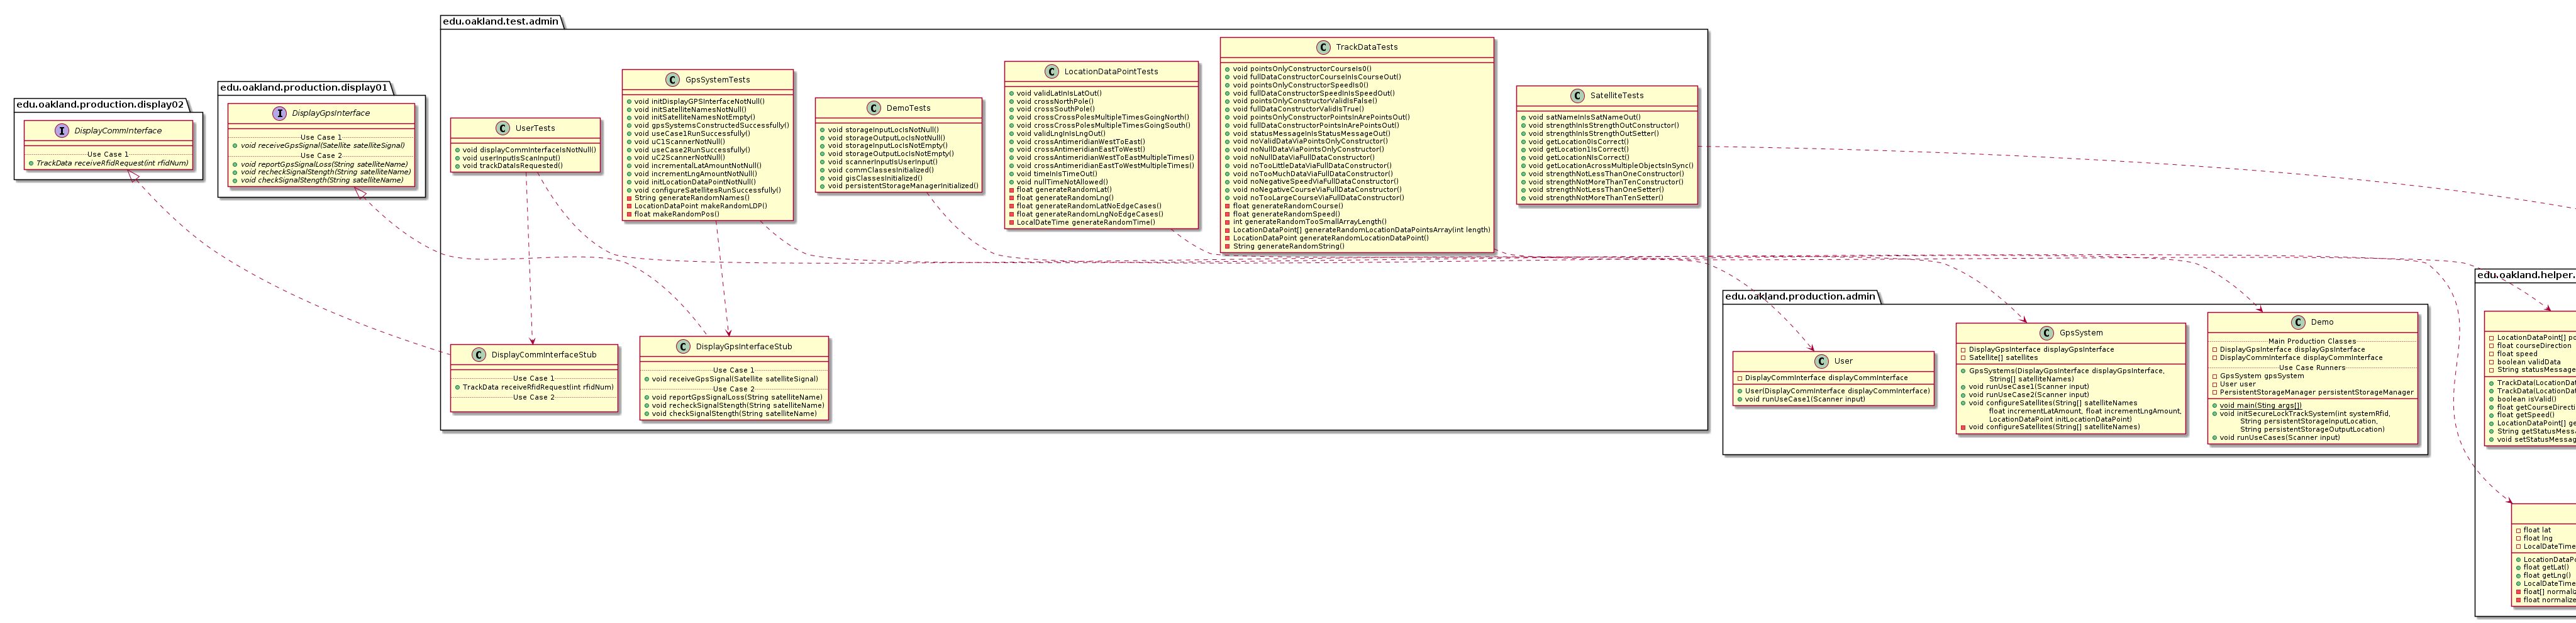 edu.oakland.production.display02
DisplayCommInterface
Use Case 1
TrackData receiveRfidRequest(int rfidNum)
edu.oakland.production.display01
DisplayGpsInterface
Use Case 1
void receiveGpsSignal(Satellite satelliteSignal)
Use Case 2
void reportGpsSignalLoss(String satelliteName)
void recheckSignalStength(String satelliteName)
void checkSignalStength(String satelliteName)
edu.oakland.test.admin
UserTests
void displayCommInterfaceIsNotNull()
void userInputIsScanInput()
void trackDataIsRequested()
GpsSystemTests
void initDisplayGPSInterfaceNotNull()
void initSatelliteNamesNotNull()
void initSatelliteNamesNotEmpty()
void gpsSystemsConstructedSuccessfully()
void useCase1RunSuccessfully()
void uC1ScannerNotNull()
void useCase2RunSuccessfully()
void uC2ScannerNotNull()
void incrementalLatAmountNotNull()
void incrementLngAmountNotNull()
void initLocationDataPointNotNull()
void configureSatellitesRunSuccessfully()
String generateRandomNames()
LocationDataPoint makeRandomLDP()
float makeRandomPos()
DemoTests
void storageInputLocIsNotNull()
void storageOutputLocIsNotNull()
void storageInputLocIsNotEmpty()
void storageOutputLocIsNotEmpty()
void scannerInputIsUserInput()
void commClassesInitialized()
void gisClassesInitialized()
void persistentStorageManagerInitialized()
LocationDataPointTests
void validLatInIsLatOut()
void crossNorthPole()
void crossSouthPole()
void crossCrossPolesMultipleTimesGoingNorth()
void crossCrossPolesMultipleTimesGoingSouth()
void validLngInIsLngOut()
void crossAntimeridianWestToEast()
void crossAntimeridianEastToWest()
void crossAntimeridianWestToEastMultipleTimes()
void crossAntimeridianEastToWestMultipleTimes()
void timeInIsTimeOut()
void nullTimeNotAllowed()
float generateRandomLat()
float generateRandomLng()
float generateRandomLatNoEdgeCases()
float generateRandomLngNoEdgeCases()
LocalDateTime generateRandomTime()
TrackDataTests
void pointsOnlyConstructorCourseIs0()
void fullDataConstructorCourseInIsCourseOut()
void pointsOnlyConstructorSpeedIs0()
void fullDataConstructorSpeedInIsSpeedOut()
void pointsOnlyConstructorValidIsFalse()
void fullDataConstructorValidIsTrue()
void pointsOnlyConstructorPointsInArePointsOut()
void fullDataConstructorPointsInArePointsOut()
void statusMessageInIsStatusMessageOut()
void noValidDataViaPointsOnlyConstructor()
void noNullDataViaPointsOnlyConstructor()
void noNullDataViaFullDataConstructor()
void noTooLittleDataViaFullDataConstructor()
void noTooMuchDataViaFullDataConstructor()
void noNegativeSpeedViaFullDataConstructor()
void noNegativeCourseViaFullDataConstructor()
void noTooLargeCourseViaFullDataConstructor()
float generateRandomCourse()
float generateRandomSpeed()
int generateRandomTooSmallArrayLength()
LocationDataPoint[] generateRandomLocationDataPointsArray(int length)
LocationDataPoint generateRandomLocationDataPoint()
String generateRandomString()
SatelliteTests
void satNameInIsSatNameOut()
void strengthInIsStrengthOutConstructor()
void strengthInIsStrengthOutSetter()
void getLocation0IsCorrect()
void getLocation1IsCorrect()
void getLocationNIsCorrect()
void getLocationAcrossMultipleObjectsInSync()
void strengthNotLessThanOneConstructor()
void strengthNotMoreThanTenConstructor()
void strengthNotLessThanOneSetter()
void strengthNotMoreThanTenSetter()
DisplayCommInterfaceStub
Use Case 1
TrackData receiveRfidRequest(int rfidNum)
Use Case 2
DisplayGpsInterfaceStub
Use Case 1
void receiveGpsSignal(Satellite satelliteSignal)
Use Case 2
void reportGpsSignalLoss(String satelliteName)
void recheckSignalStength(String satelliteName)
void checkSignalStength(String satelliteName)
edu.oakland.production.admin
User
DisplayCommInterface displayCommInterface
User(DisplayCommInterface displayCommInterface)
void runUseCase1(Scanner input)
GpsSystem
DisplayGpsInterface displayGpsInterface
Satellite[] satellites
GpsSystems(DisplayGpsInterface displayGpsInterface,
String[] satelliteNames)
void runUseCase1(Scanner input)
void runUseCase2(Scanner input)
void configureSatellites(String[] satelliteNames
float incrementLatAmount, float incrementLngAmount,
LocationDataPoint initLocationDataPoint)
void configureSatellites(String[] satelliteNames)
Demo
Main Production Classes
DisplayGpsInterface displayGpsInterface
DisplayCommInterface displayCommInterface
Use Case Runners
GpsSystem gpsSystem
User user
PersistentStorageManager persistentStorageManager
void main(Sting args[])
void initSecureLockTrackSystem(int systemRfid,
String persistentStorageInputLocation,
String persistentStorageOutputLocation)
void runUseCases(Scanner input)
edu.oakland.helper.
LocationDataPoint[] po
float courseDirection
float speed
boolean validData
String statusMessage
TrackData(LocationDat
TrackData(LocationDat
boolean isValid()
float getCourseDirecti
float getSpeed()
LocationDataPoint[] ge
String getStatusMessa
void setStatusMessag
float lat
float lng
LocalDateTime
LocationDataPo
float getLat()
float getLng()
LocalDateTime
float[] normaliz
float normalize